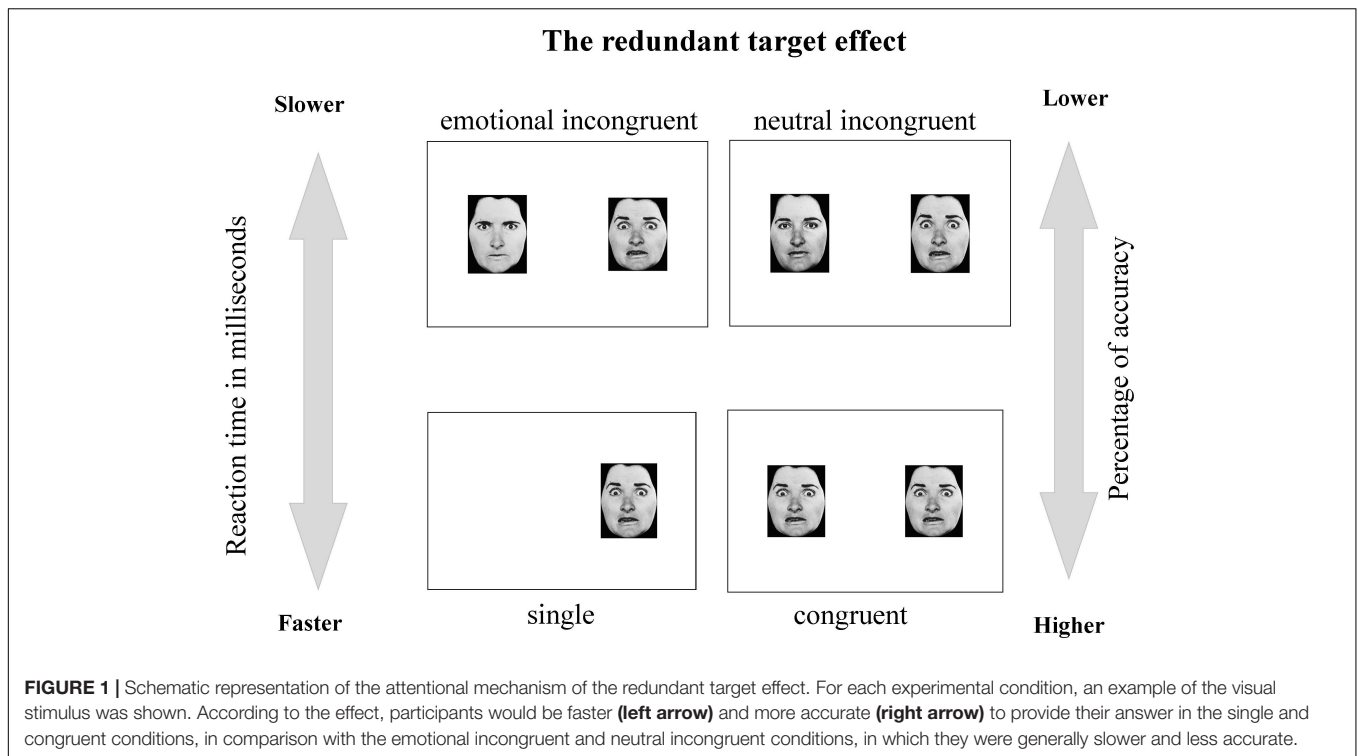 The redundant target effect
Slower
Lower
emotional incongruent
neutral incongruent
Reaction time in milliseconds
Percentage of accuracy
single
congruent
Faster
Higher
FIGURE 1 | Schematic representation of the attentional mechanism of the redundant target effect. For each experimental condition, an example of the visual
stimulus was shown. According to the effect, participants would be faster (left arrow) and more accurate (right arrow) to provide their answer in the single and
congruent conditions, in comparison with the emotional incongruent and neutral incongruent conditions, in which they were generally slower and less accurate.